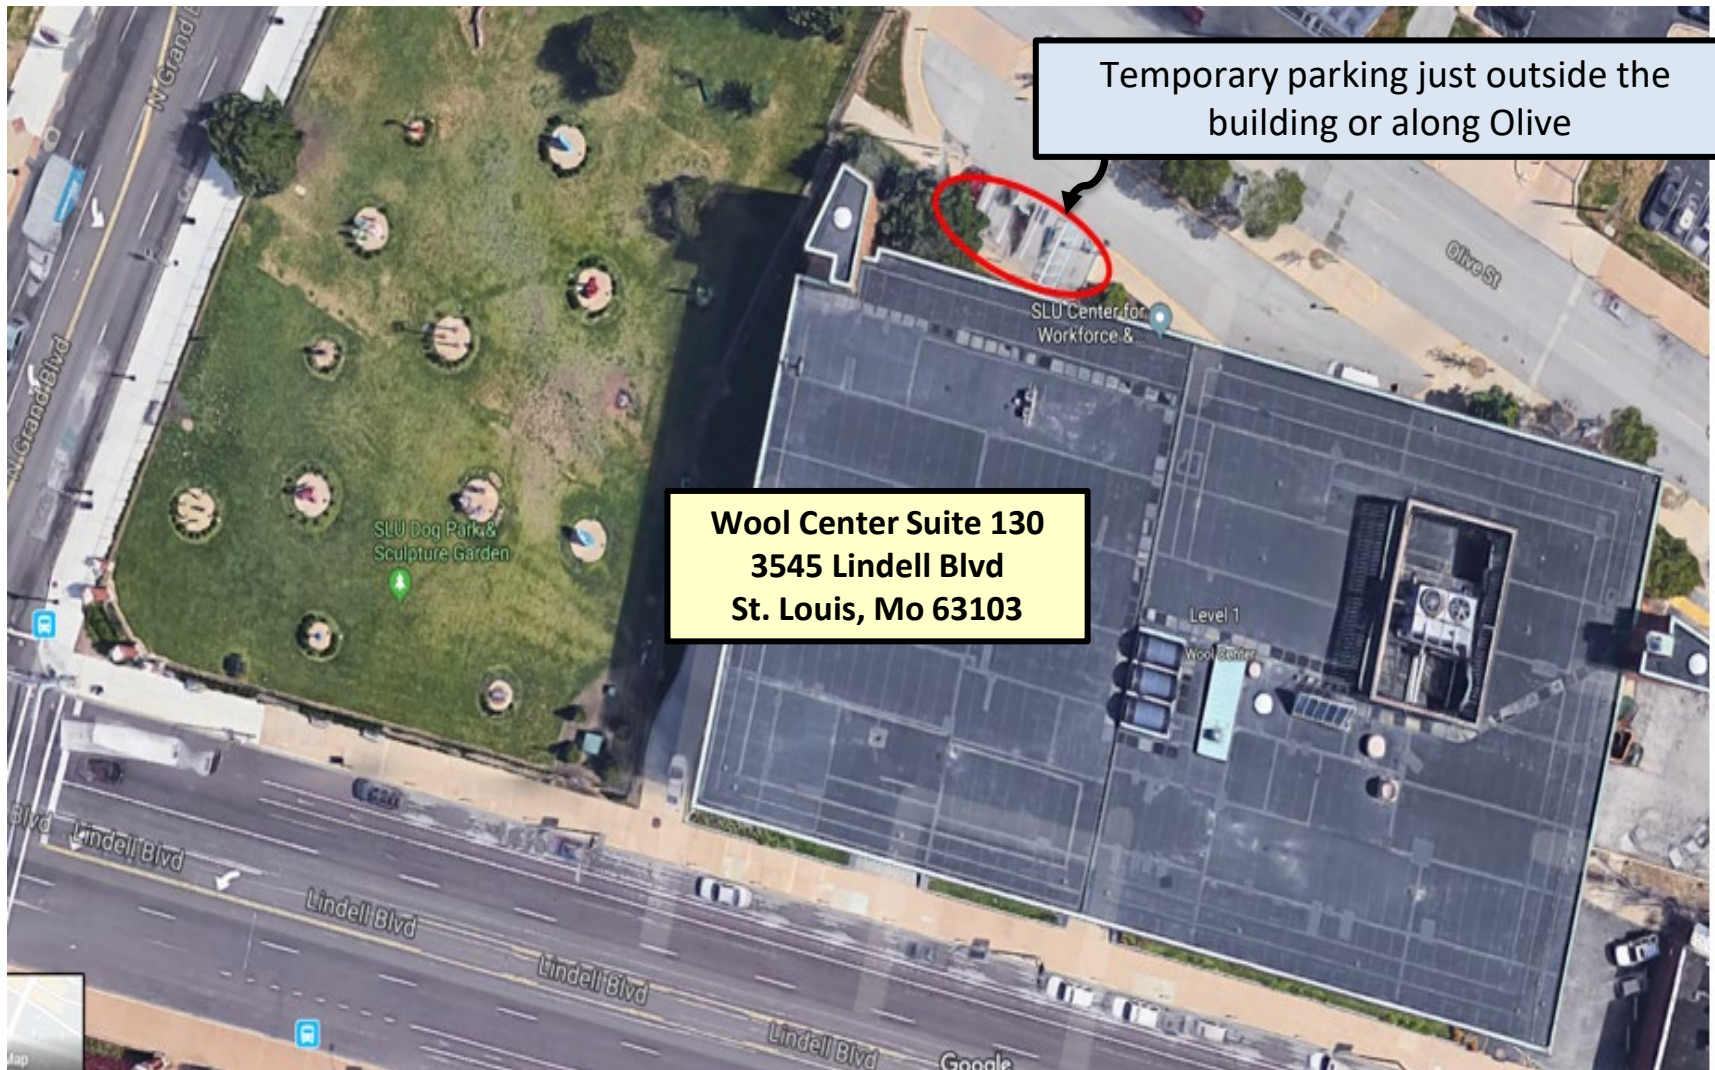 N Grand B
Temporary parking just outside the
building or along Olive
Olive St
SLU Center for
Workforce &...
N Grand Blvd
Wool Center Suite 130
3545 Lindell Blvd
St. Louis, Mo 63103
SLU Dog Park &
Sculpture Garden
Level 1
Wool Center
Blvd
Lindell Blvd
Lindell Blvd
Lindell Blvd
Lindell Blvd
Google
Map